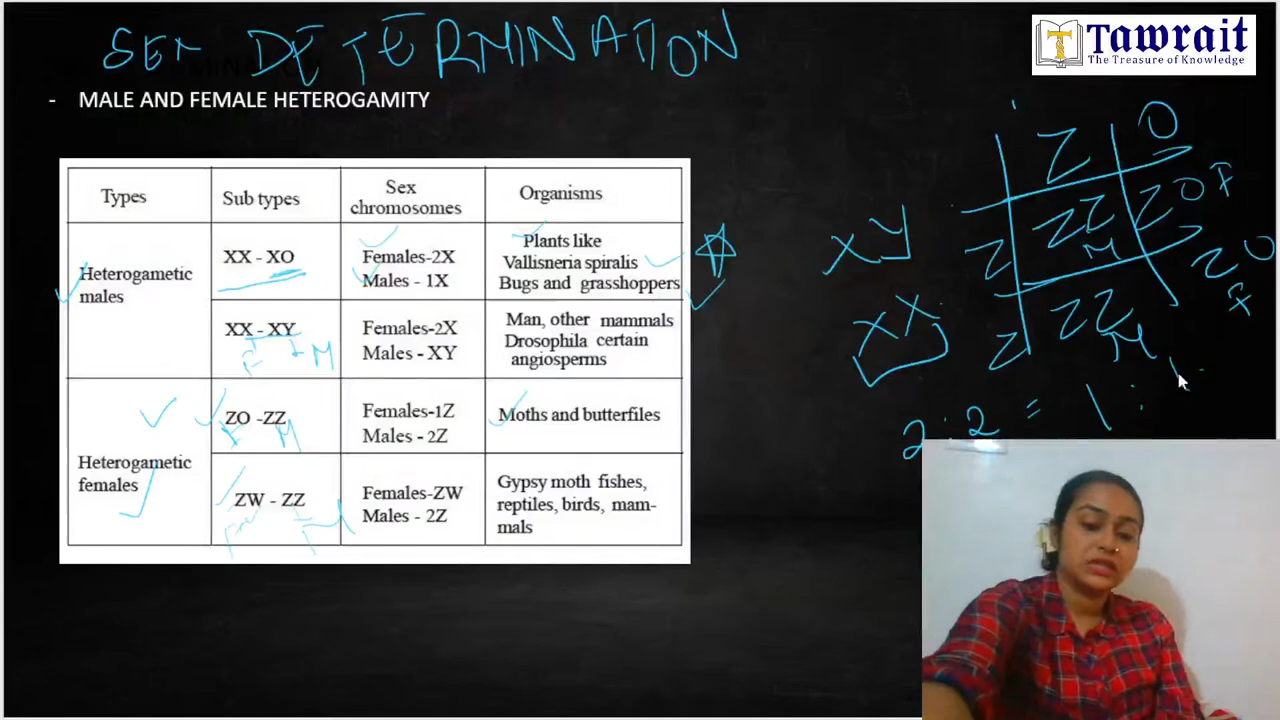 SEX DETERMINATION
Tawrait
The Treasure of Knowledge
- MALE AND FEMALE HETEROGAMITY
Types
Sub types
Sex
chromosomes
Organisms
Heterogametic
males
XX - XO
Females-2X
Males - 1X
Plants like
Vallisneria spiralis
Bugs and grasshoppers
XX - XY
F M
Females-2X
Males - XY
Man, other mammals
Drosophila certain
angiosperms
Heterogametic
females
ZO -ZZ
F M
Females-1Z
Males - 2Z
Moths and butterfiles
ZW - ZZ
Females-ZW
Males - 2Z
Gypsy moth fishes,
reptiles, birds, mam-
mals
XY
XX
Z O
Z ZZ M ZO F
Z ZZ M ZO F
2:2 = 1:1